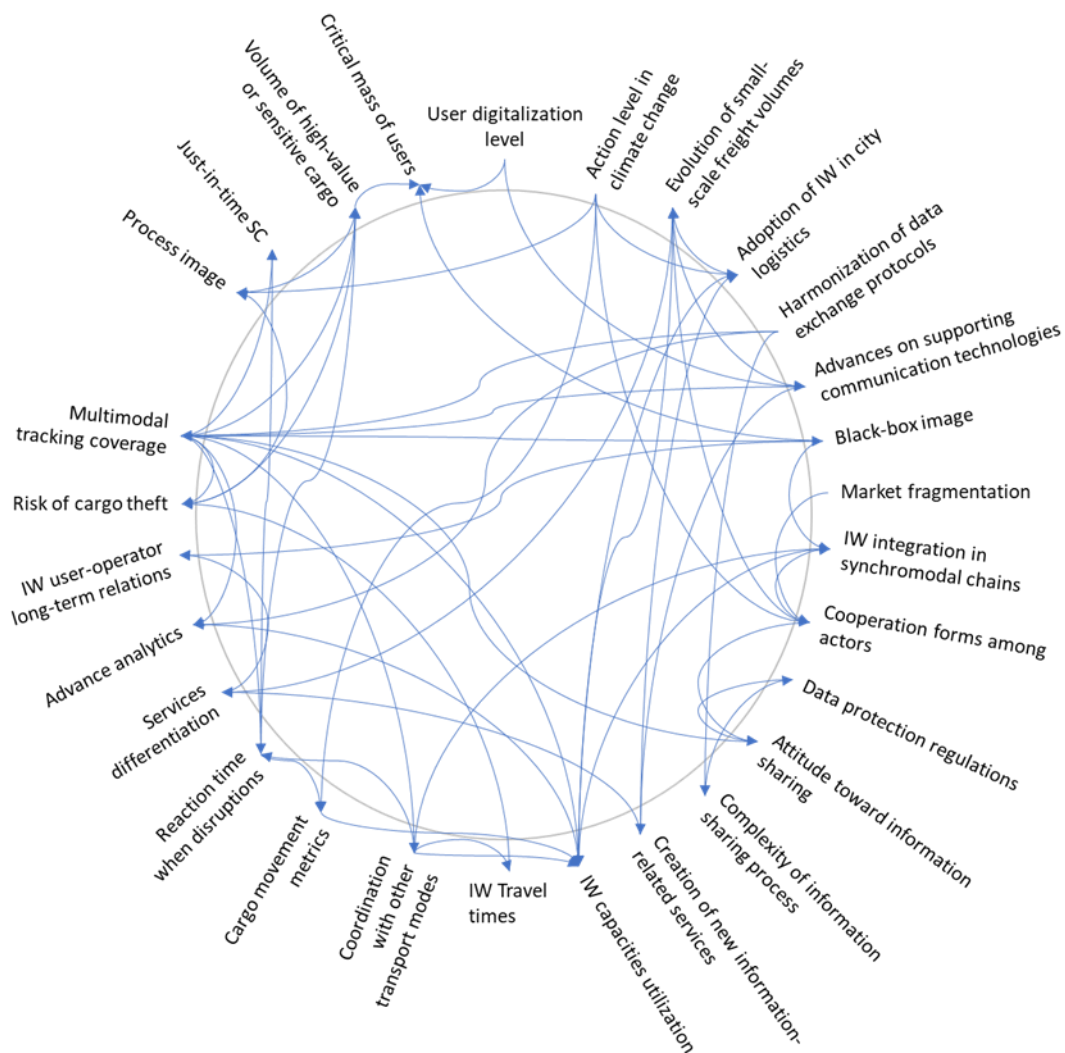 User digitalization
level
Action level in
climate change
Evolution of small-
scale freight volumes
Adoption of IW in city
logistics
Harmonization of data
exchange protocols
Advances on supporting
communication technologies
Black-box image
Market fragmentation
IW integration in
synchromodal chains
Cooperation forms among
actors
Data protection regulations
Attitude toward information
sharing
Complexity of information
sharing process
Creation of new information-
related services
IW capacities utilization
IW Travel
times
Coordination
with other
transport modes
Cargo movement
metrics
Reaction time
when disruptions
Services
differentiation
Advance analytics
IW user-operator
long-term relations
Risk of cargo theft
Multimodal
tracking coverage
Process image
Just-in-time SC
Volume of high-value
or sensitive cargo
Critical mass of users